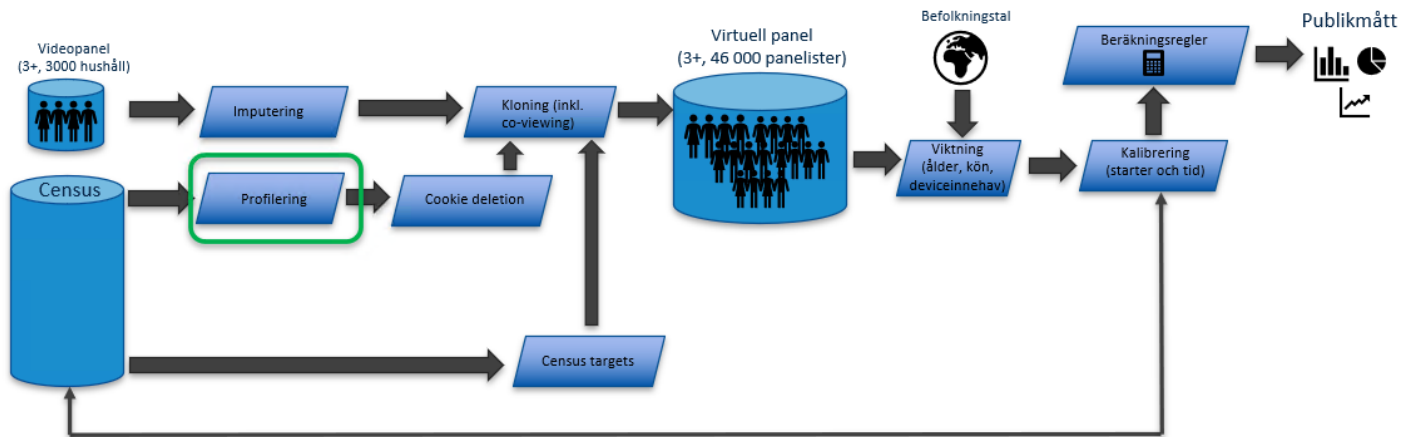 Videopanel
(3+, 3000 hushåll)
Imputering
Kloning (inkl.
co-viewing)
Virtuell panel
(3+, 46 000 panelister)
Befolkningstal
Beräkningsregler
Publikmått
Census
Profilering
Cookie deletion
Viktning
(ålder, kön,
deviceinnehav)
Kalibrering
(starter och tid)
Census targets